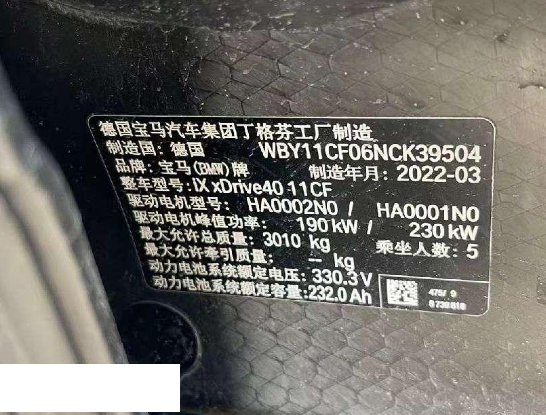 德国宝马汽车集团丁格芬工厂制造
制造国: 德国 WBY11CF06NCK39504
品牌: 宝马(BMW)牌 制造年月: 2022-03
整车型号: iX xDrive40 11CF
驱动电机型号: HA0002N0 / HA0001N0
驱动电机峰值功率: 190 kW / 230 kW
最大允许总质量: 3010 kg 乘坐人数: 5
最大允许牵引质量: -- kg
动力电池系统额定电压: 330.3 V
动力电池系统额定容量: 232.0 Ah